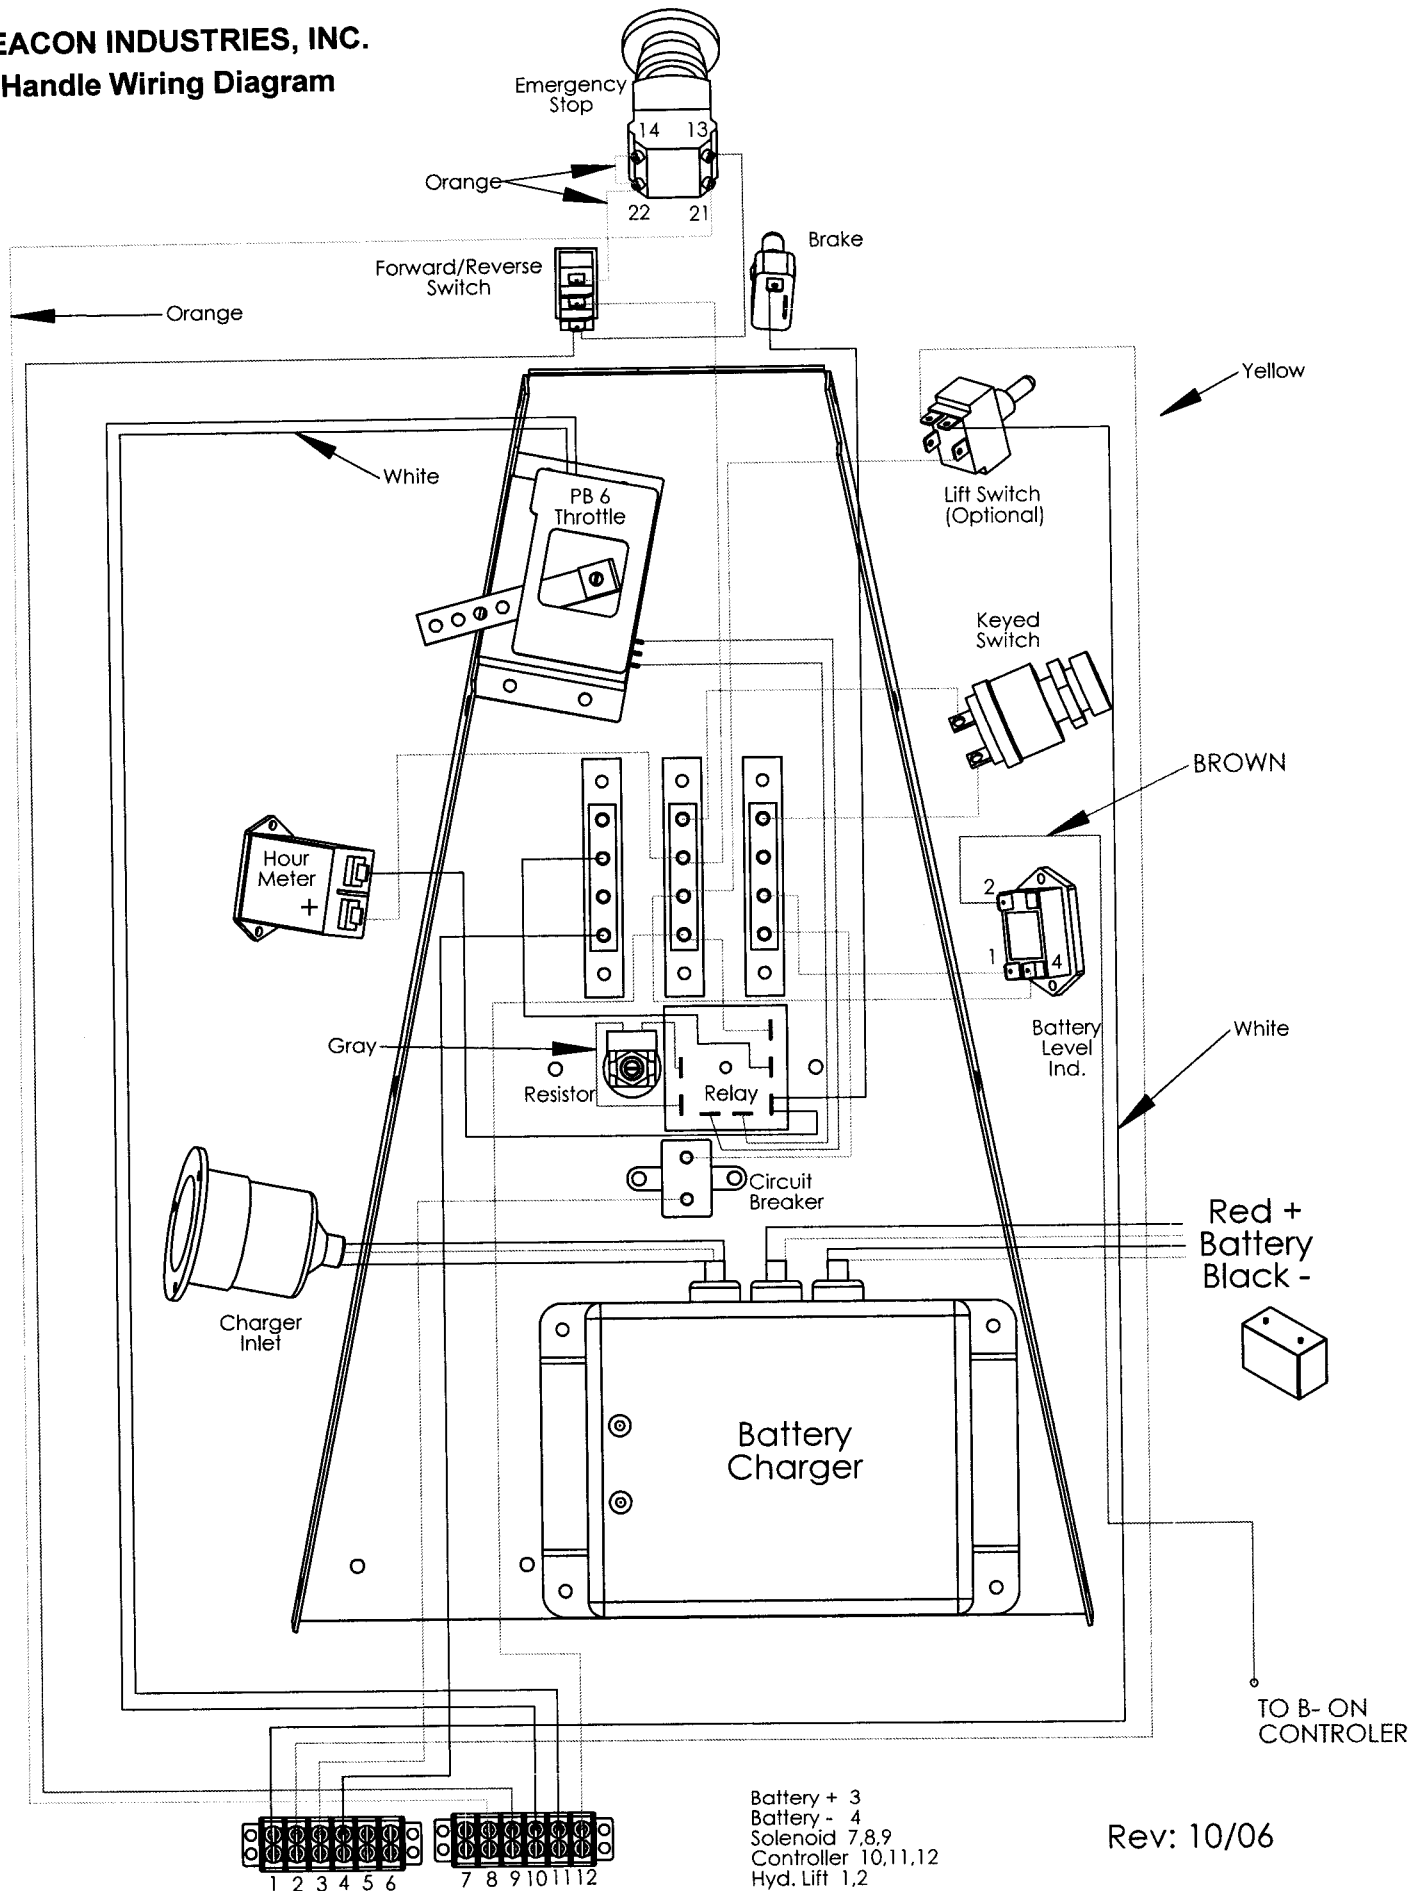 EACON INDUSTRIES, INC.
Handle Wiring Diagram
Emergency
Stop
14 13
Orange
22 21
Brake
Forward/Reverse
Switch
Orange
Yellow
White
PB 6
Throttle
Lift Switch
(Optional)
Keyed
Switch
BROWN
Hour
Meter
+
2
1
4
Battery
Level
Ind.
White
Gray
Resistor
Relay
Circuit
Breaker
Red +
Battery
Black -
Charger
Inlet
Battery
Charger
TO B- ON
CONTROLER
Battery + 3
Battery - 4
Solenoid 7,8,9
Controller 10,11,12
Hyd. Lift 1,2
Rev: 10/06
1 2 3 4 5 6
7 8 9 10 11 12